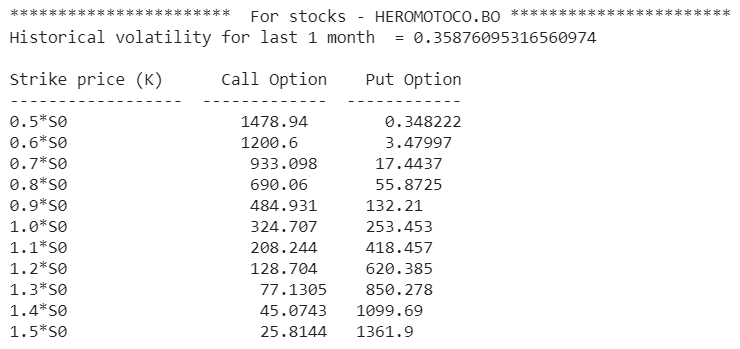 ***********************  For stocks - HEROMOTOCO.BO ***********************
Historical volatility for last 1 month  = 0.35876095316560974

Strike price (K)      Call Option    Put Option
------------------  -------------  ------------
0.5*S0                  1478.94        0.348222
0.6*S0                  1200.6         3.47997
0.7*S0                   933.098      17.4437
0.8*S0                   690.06       55.8725
0.9*S0                   484.931     132.21
1.0*S0                   324.707     253.453
1.1*S0                   208.244     418.457
1.2*S0                   128.704     620.385
1.3*S0                    77.1305    850.278
1.4*S0                    45.0743   1099.69
1.5*S0                    25.8144   1361.9